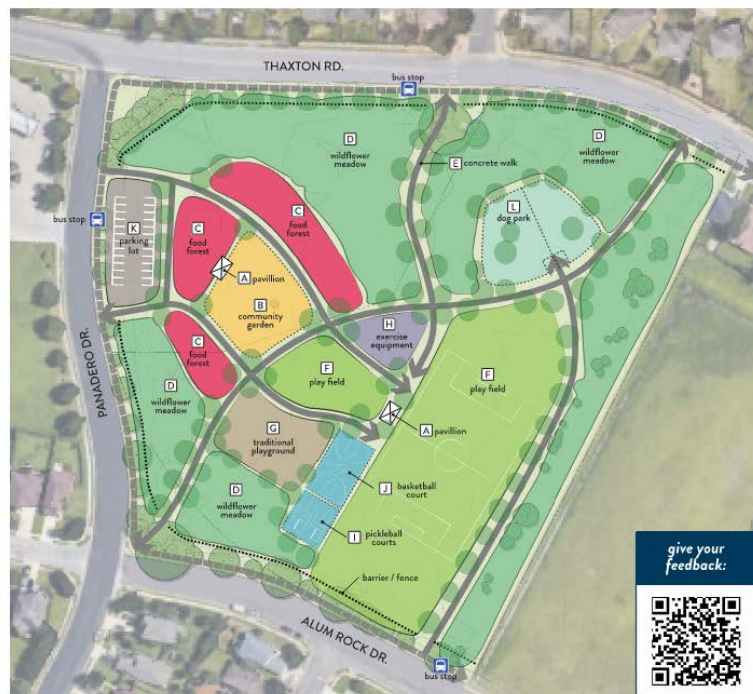 THAXTON RD.
bus stop
D
wildflower
meadow
D
wildflower
meadow
E concrete walk
L
dog park
C
food
forest
C
food
forest
bus stop
K
parking
lot
A pavillion
B
community
garden
H
exercise
equipment
C
food
forest
F
play field
F
play field
PANADERO DR.
D
wildflower
meadow
A pavillion
G
traditional
playground
J basketball
court
D
wildflower
meadow
I pickleball
courts
barrier / fence
ALUM ROCK DR.
bus stop
give your
feedback: